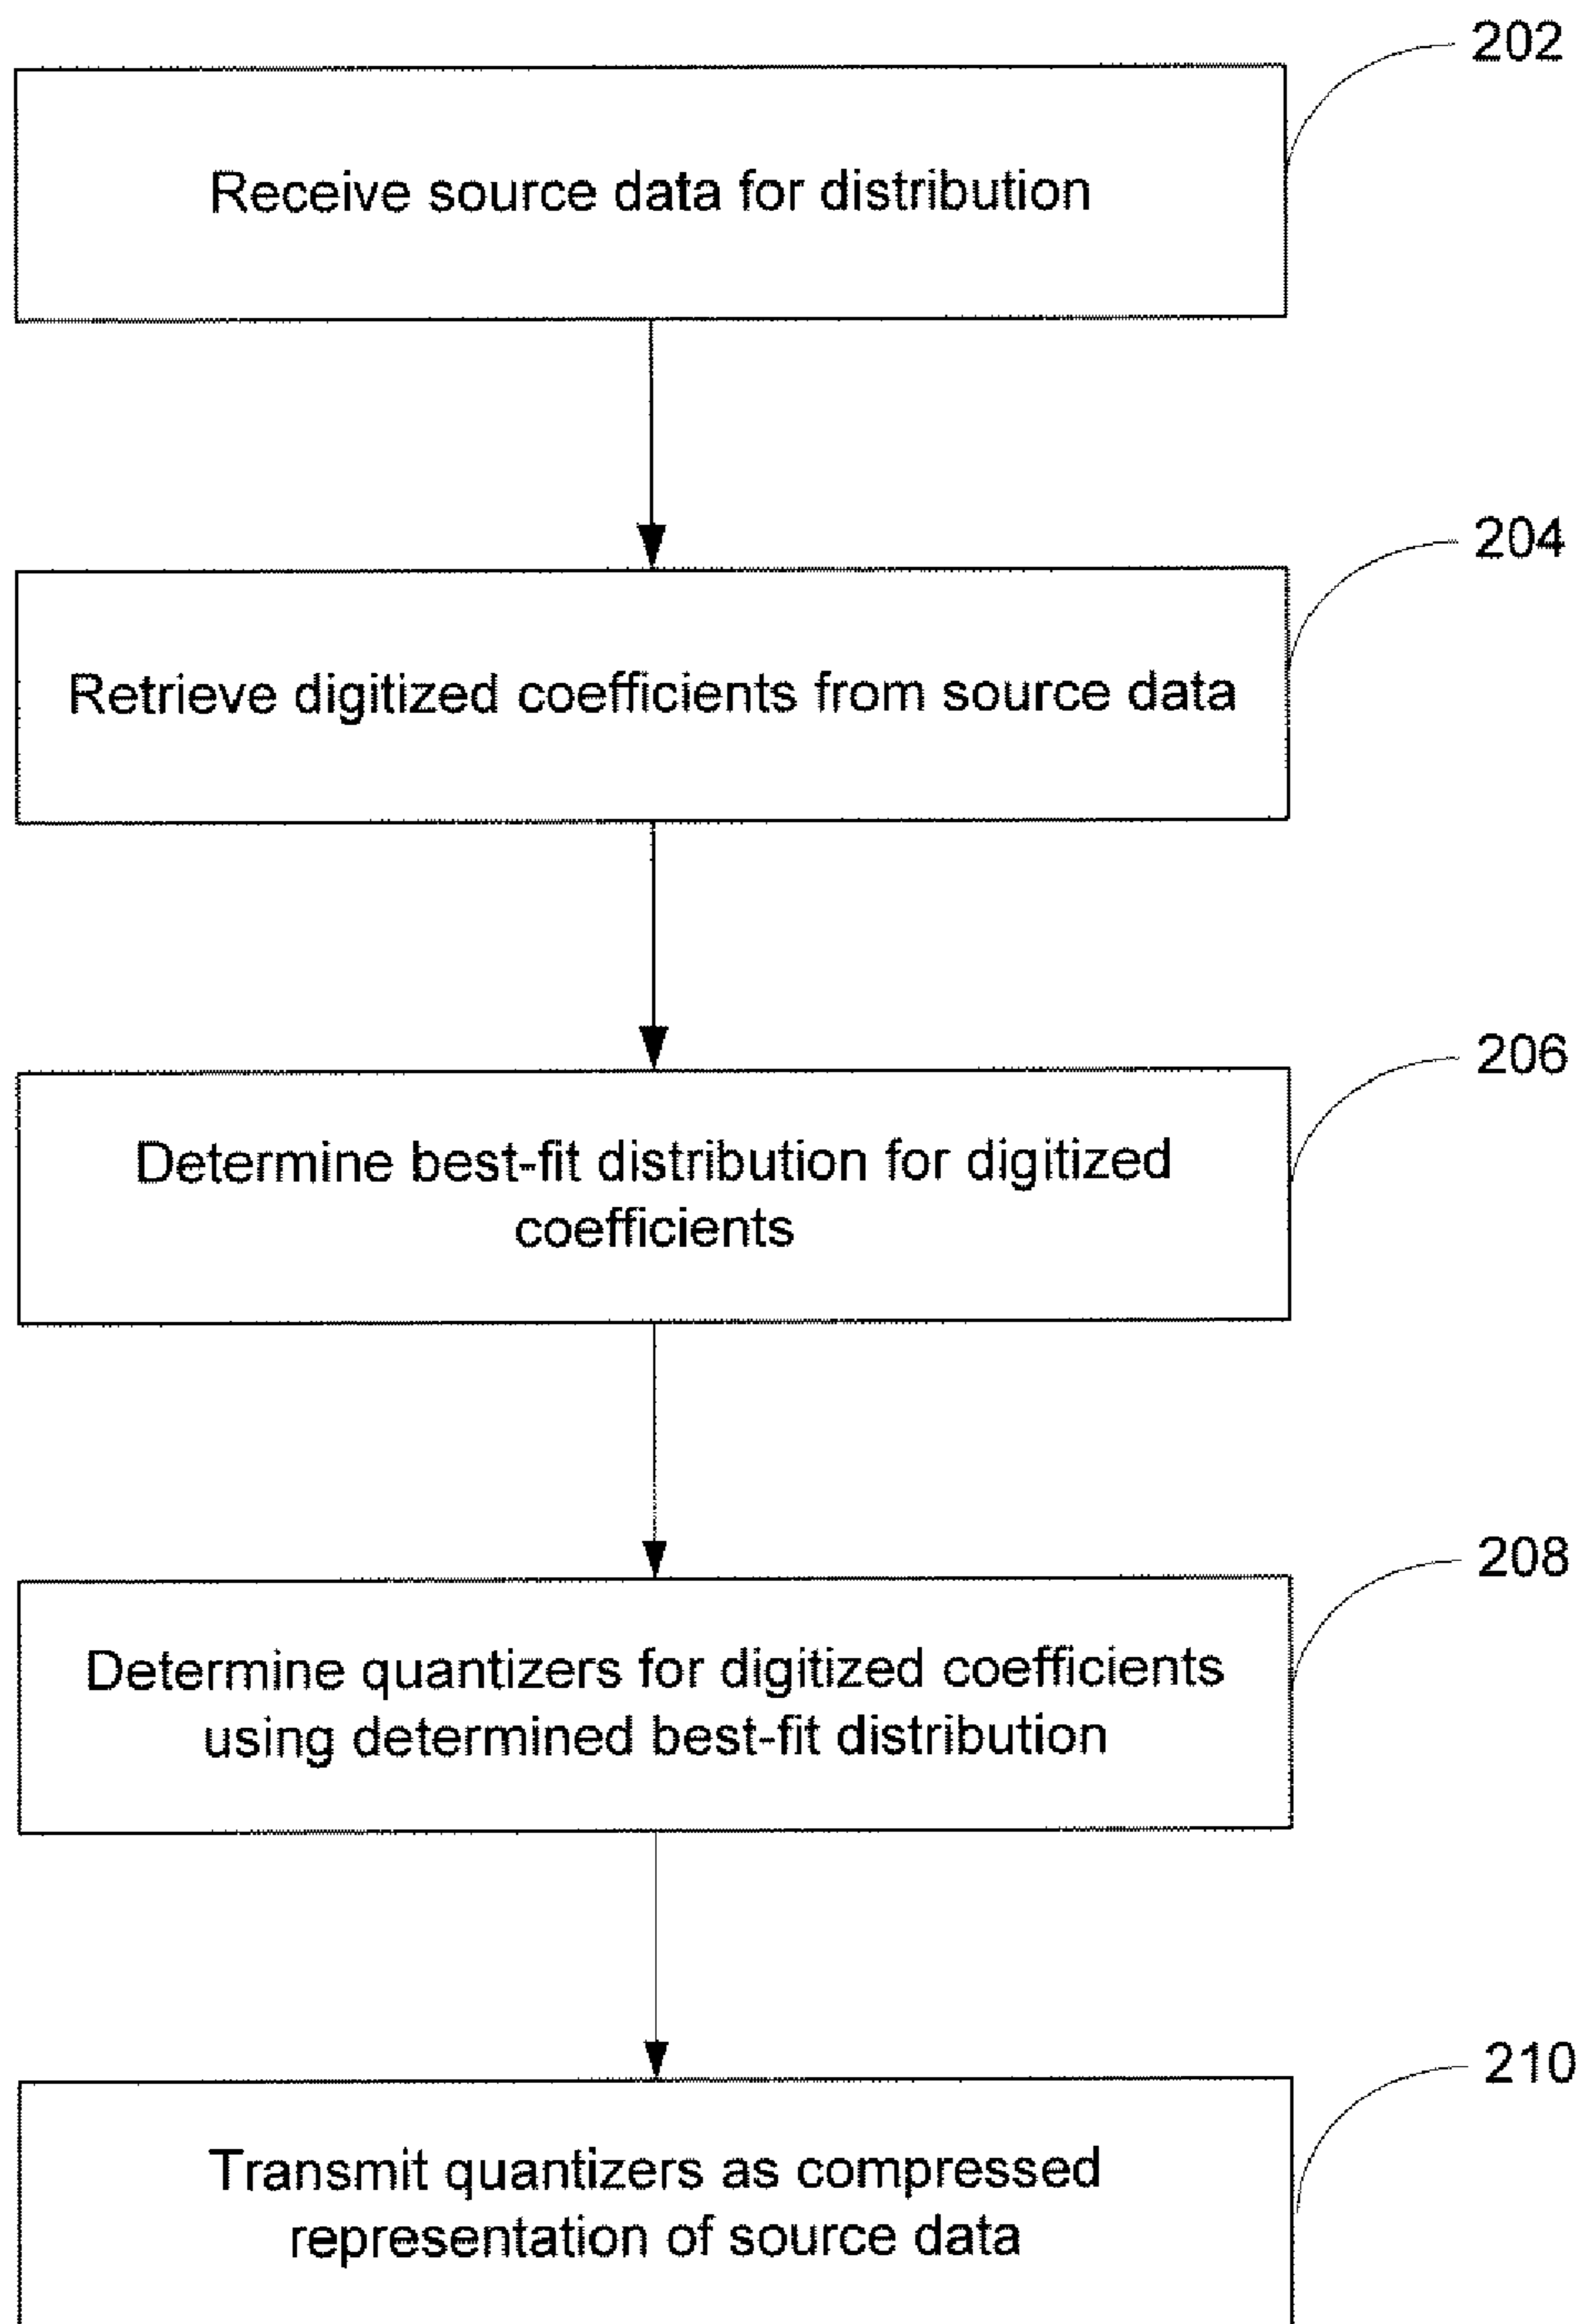 202
Receive source data for distribution
204
Retrieve digitized coefficients from source data
206
Determine best-fit distribution for digitized
coefficients
208
Determine quantizers for digitized coefficients
using determined best-fit distribution
210
Transmit quantizers as compressed
representation of source data